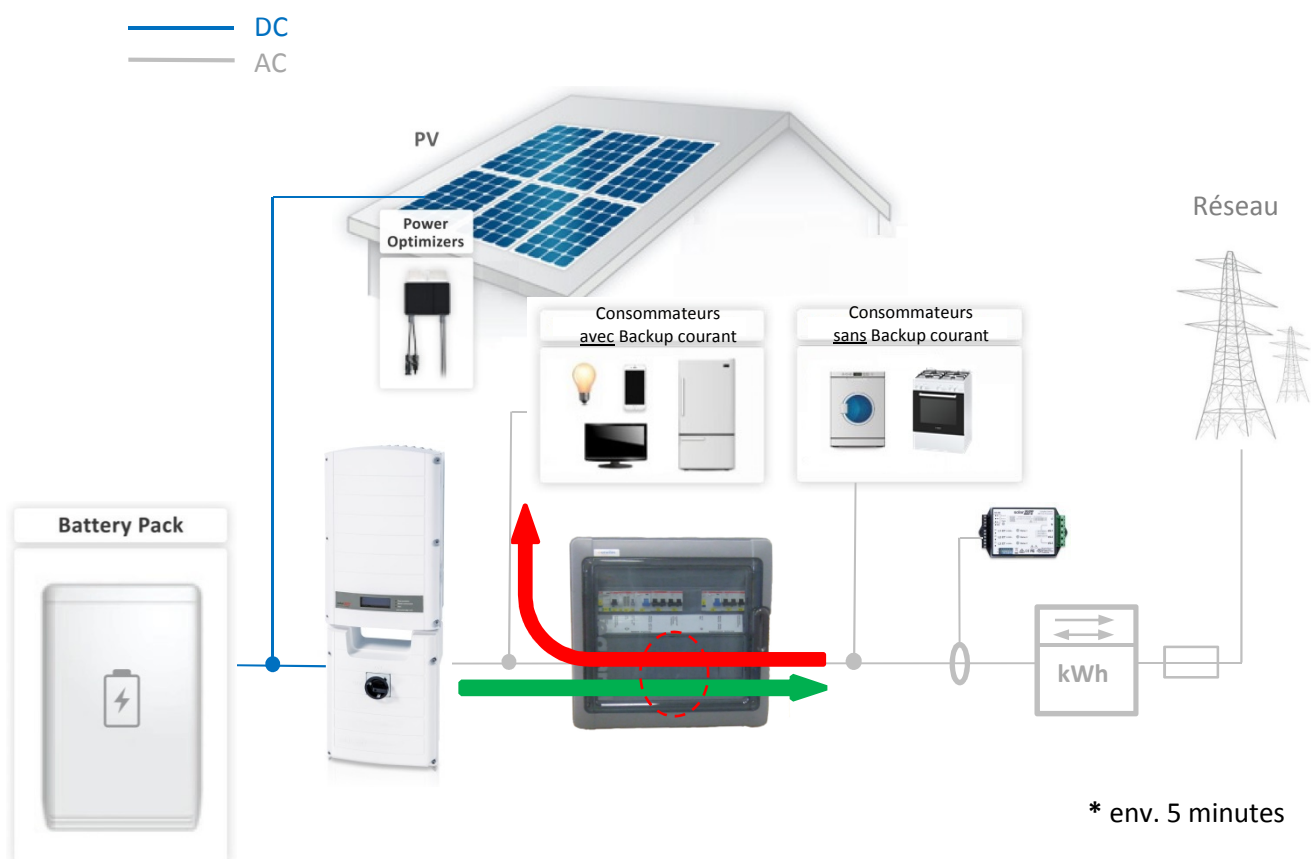 DC
AC
PV
Réseau
Power
Optimizers
Consommateurs
avec Backup courant
Consommateurs
sans Backup courant
Battery Pack
kWh
* env. 5 minutes